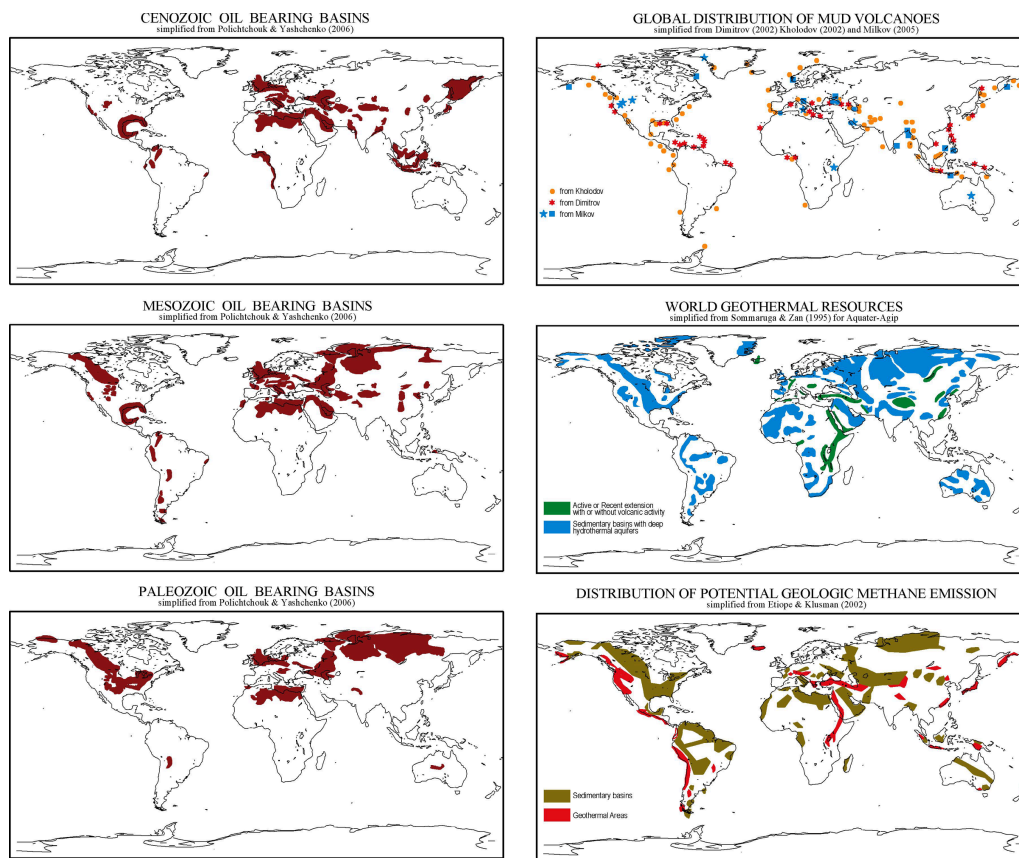 CENOZOIC OIL BEARING BASINS
simplified from Polichtchouk & Yashchenko (2006)
GLOBAL DISTRIBUTION OF MUD VOLCANOES
simplified from Dimitrov (2002) Kholodov (2002) and Milkov (2005)
from Kholodov
from Dimitrov
from Milkov
MESOZOIC OIL BEARING BASINS
simplified from Polichtchouk & Yashchenko (2006)
WORLD GEOTHERMAL RESOURCES
simplified from Sommaruga & Zan (1995) for Aquater-Agip
Active or Recent extension
with or without volcanic activity
Sedimentary basins with deep
hydrothermal aquifers
PALEOZOIC OIL BEARING BASINS
simplified from Polichtchouk & Yashchenko (2006)
DISTRIBUTION OF POTENTIAL GEOLOGIC METHANE EMISSION
simplified from Etiope & Klusman (2002)
Sedimentary basins
Geothermal Areas